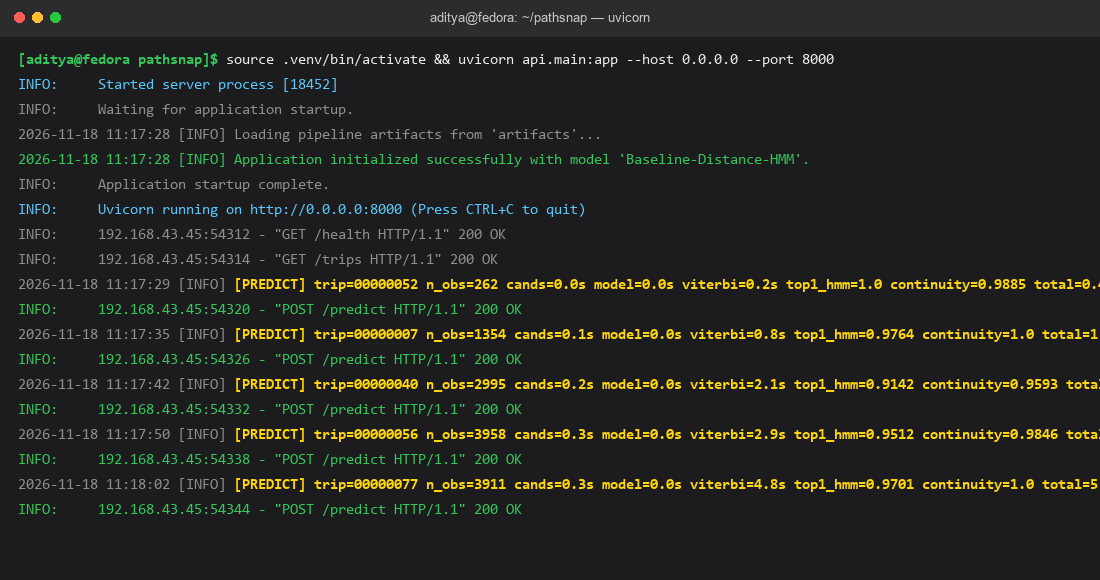 aditya@fedora: ~/pathsnap — uvicorn
[aditya@fedora pathsnap]$ source .venv/bin/activate && uvicorn api.main:app --host 0.0.0.0 --port 8000
INFO:     Started server process [18452]
INFO:     Waiting for application startup.
2026-11-18 11:17:28 [INFO] Loading pipeline artifacts from 'artifacts'...
2026-11-18 11:17:28 [INFO] Application initialized successfully with model 'Baseline-Distance-HMM'.
INFO:     Application startup complete.
INFO:     Uvicorn running on http://0.0.0.0:8000 (Press CTRL+C to quit)
INFO:     192.168.43.45:54312 - "GET /health HTTP/1.1" 200 OK
INFO:     192.168.43.45:54314 - "GET /trips HTTP/1.1" 200 OK
2026-11-18 11:17:29 [INFO] [PREDICT] trip=00000052 n_obs=262 cands=0.0s model=0.0s viterbi=0.2s top1_hmm=1.0 continuity=0.9885 total=0.
INFO:     192.168.43.45:54320 - "POST /predict HTTP/1.1" 200 OK
2026-11-18 11:17:35 [INFO] [PREDICT] trip=00000007 n_obs=1354 cands=0.1s model=0.0s viterbi=0.8s top1_hmm=0.9764 continuity=1.0 total=1
INFO:     192.168.43.45:54326 - "POST /predict HTTP/1.1" 200 OK
2026-11-18 11:17:42 [INFO] [PREDICT] trip=00000040 n_obs=2995 cands=0.2s model=0.0s viterbi=2.1s top1_hmm=0.9142 continuity=0.9593 total
INFO:     192.168.43.45:54332 - "POST /predict HTTP/1.1" 200 OK
2026-11-18 11:17:50 [INFO] [PREDICT] trip=00000056 n_obs=3958 cands=0.3s model=0.0s viterbi=2.9s top1_hmm=0.9512 continuity=0.9846 total
INFO:     192.168.43.45:54338 - "POST /predict HTTP/1.1" 200 OK
2026-11-18 11:18:02 [INFO] [PREDICT] trip=00000077 n_obs=3911 cands=0.3s model=0.0s viterbi=4.8s top1_hmm=0.9701 continuity=1.0 total=5
INFO:     192.168.43.45:54344 - "POST /predict HTTP/1.1" 200 OK